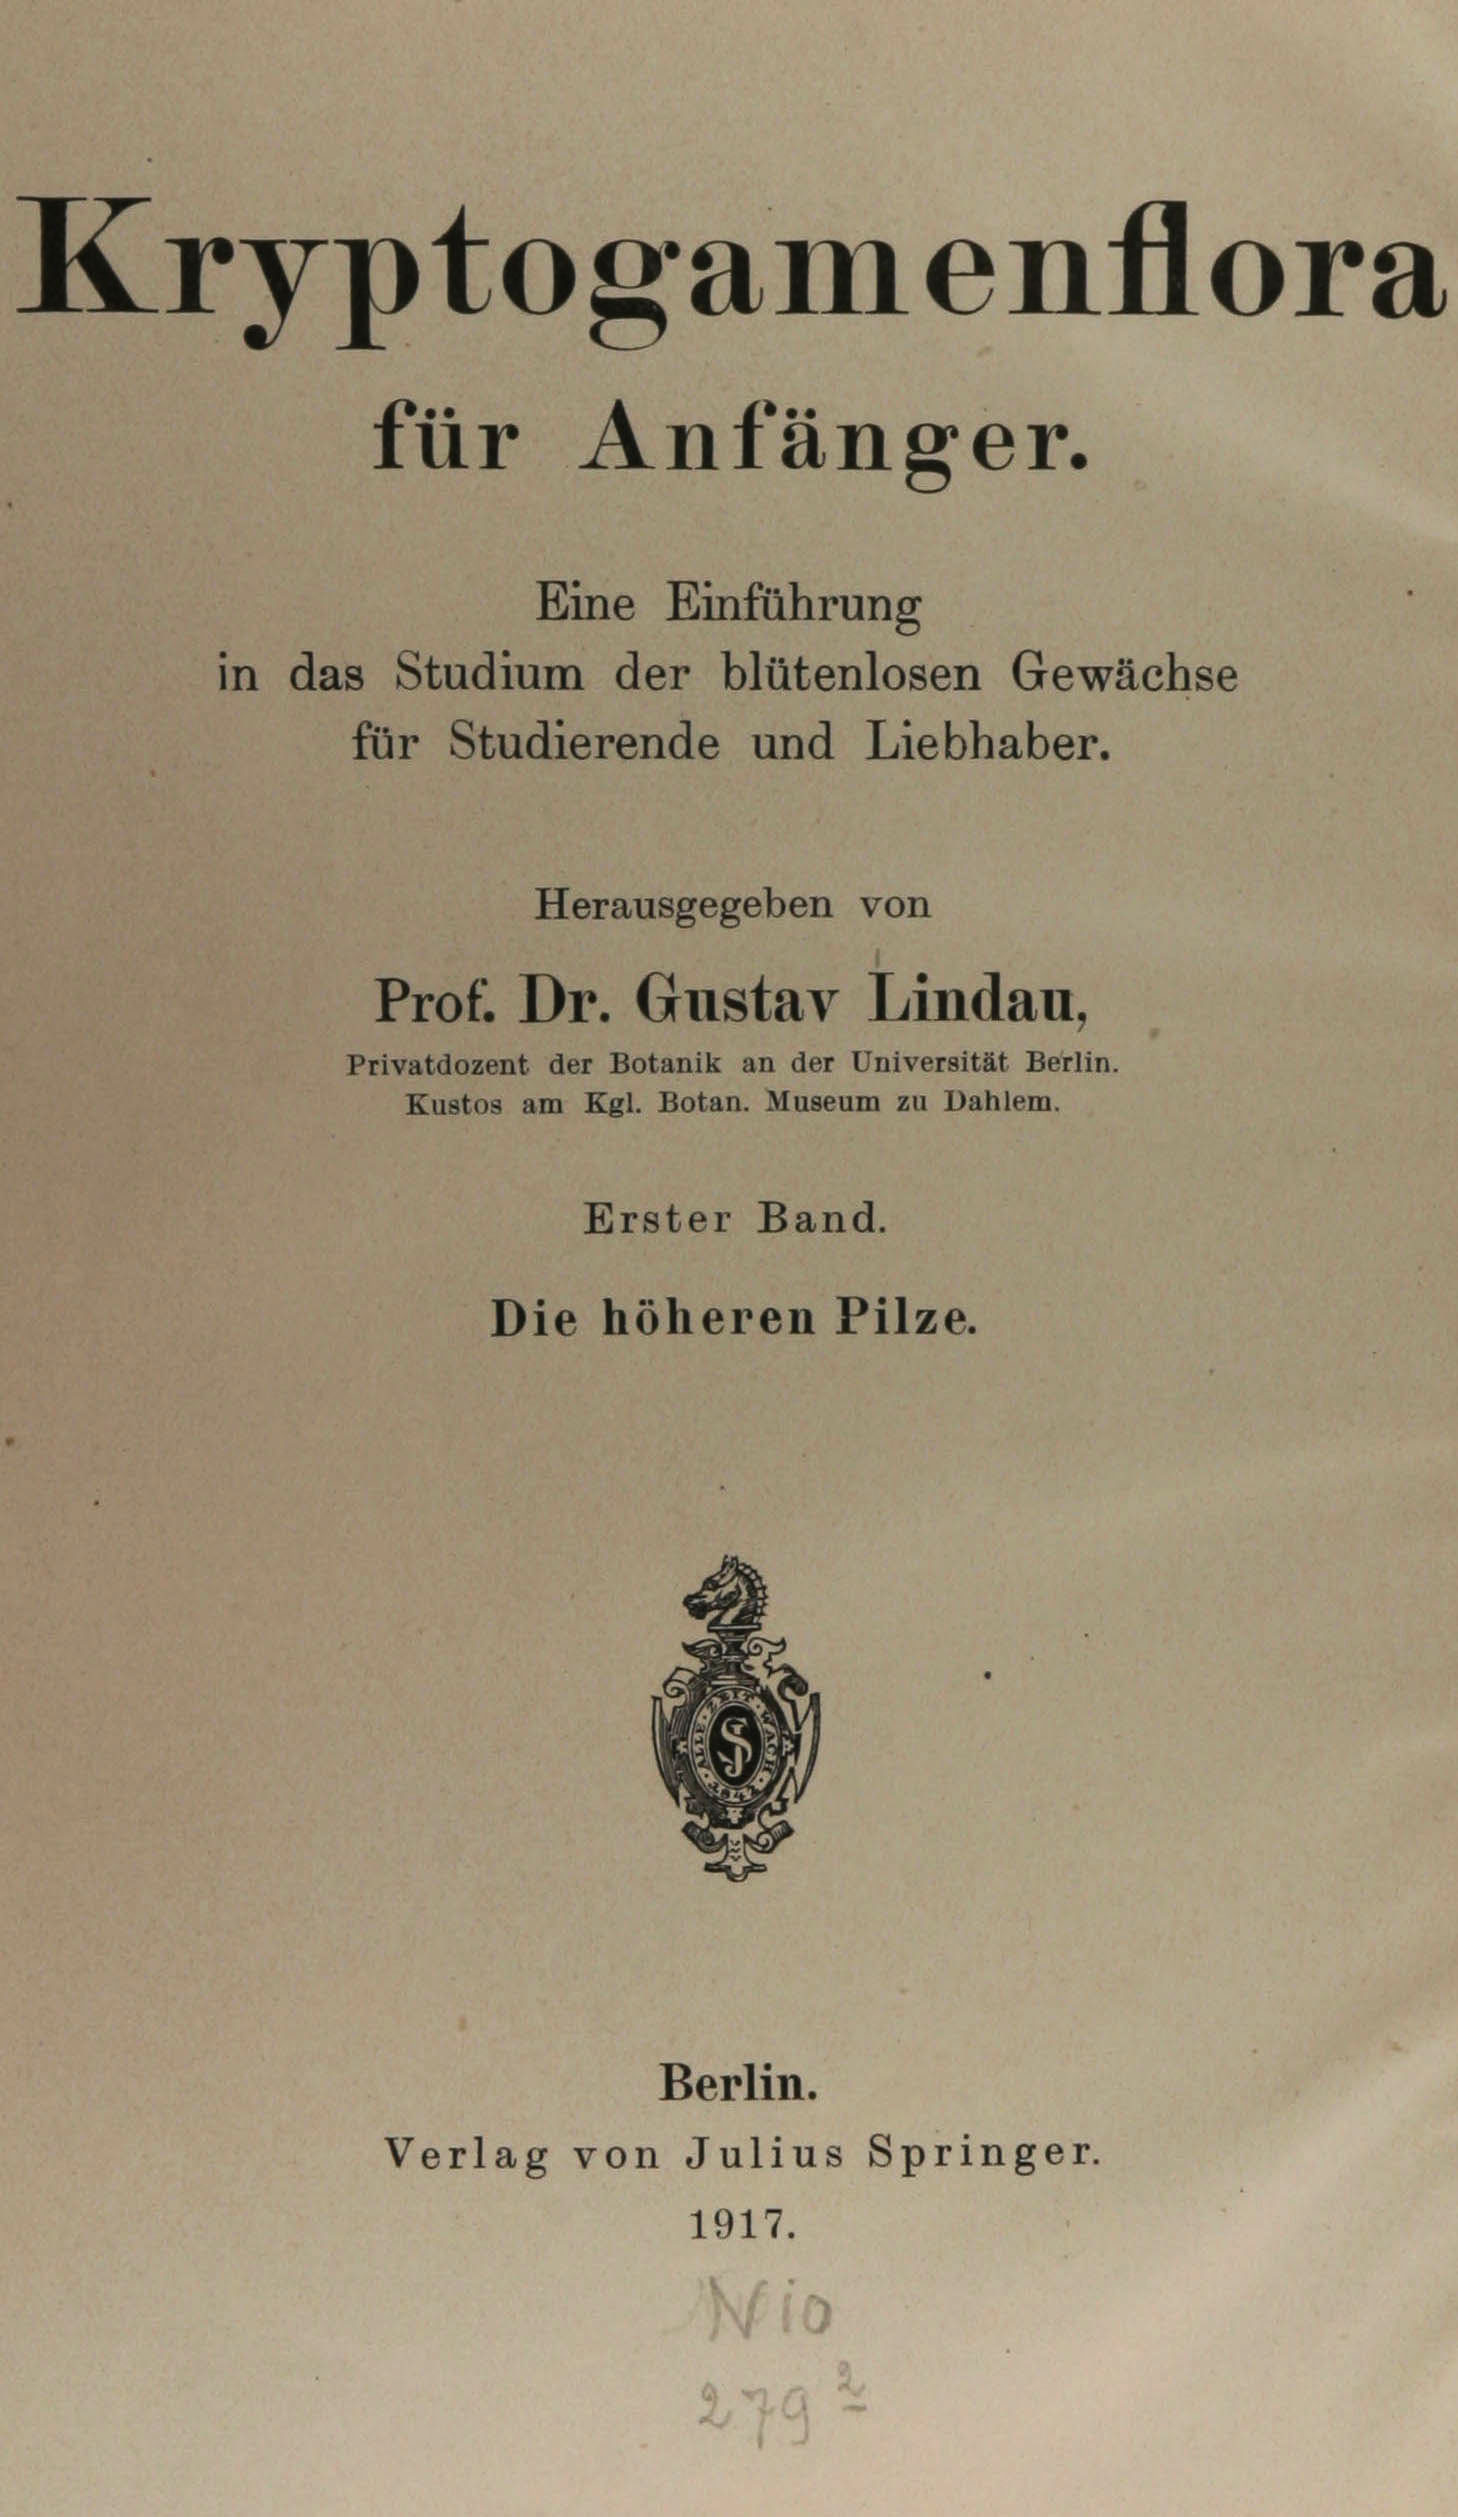 Kryptogamenflora
für Anfänger.
Eine Einführung
in das Studium der blütenlosen Gewächse
für Studierende und Liebhaber.
Herausgegeben von
Prof. Dr. Gustav Lindau,
Privatdozent der Botanik an der Universität Berlin.
Kustos am Kgl. Botan. Museum zu Dahlem.
Erster Band.
Die höheren Pilze.
S
Berlin.
Verlag von Julius Springer.
1917.
279 2